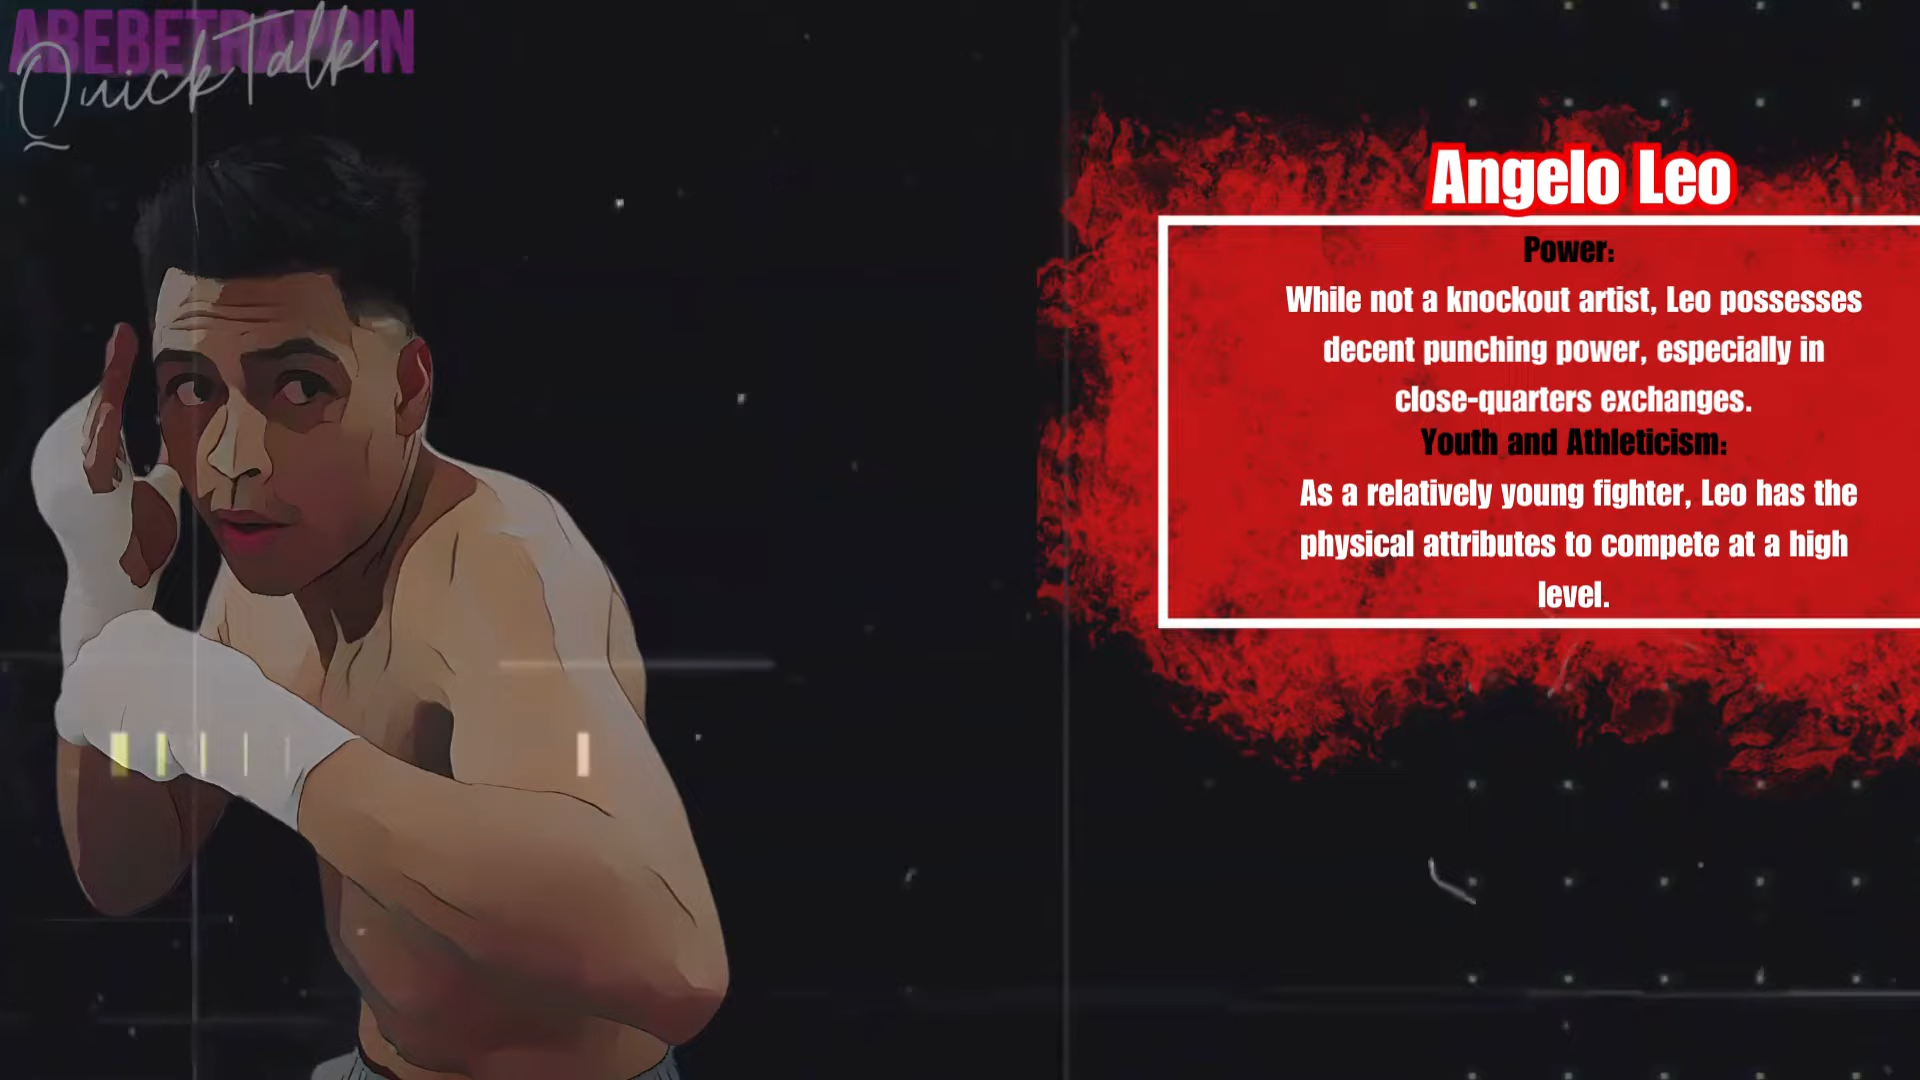 ABEBETRAPPIN
QuickTalk
Angelo Leo
Power:
While not a knockout artist, Leo possesses
decent punching power, especially in
close-quarters exchanges.
Youth and Athleticism:
As a relatively young fighter, Leo has the
physical attributes to compete at a high
level.